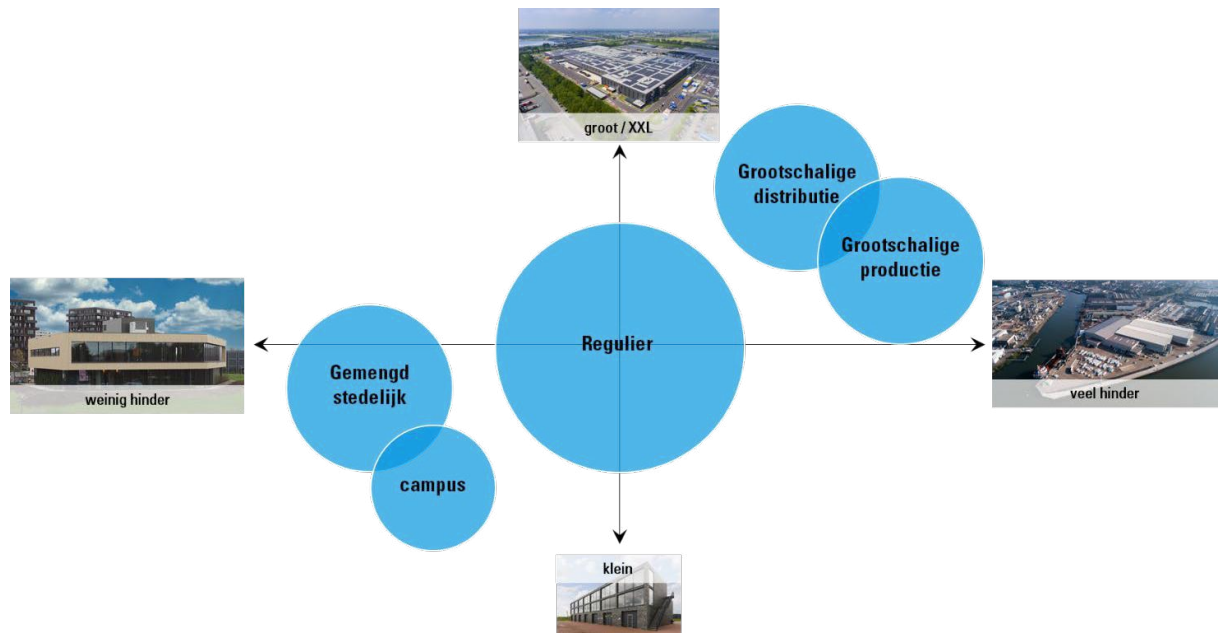 groot / XXL
Grootschalige
distributie
Grootschalige
productie
Regulier
weinig hinder
Gemengd
stedelijk
veel hinder
campus
klein